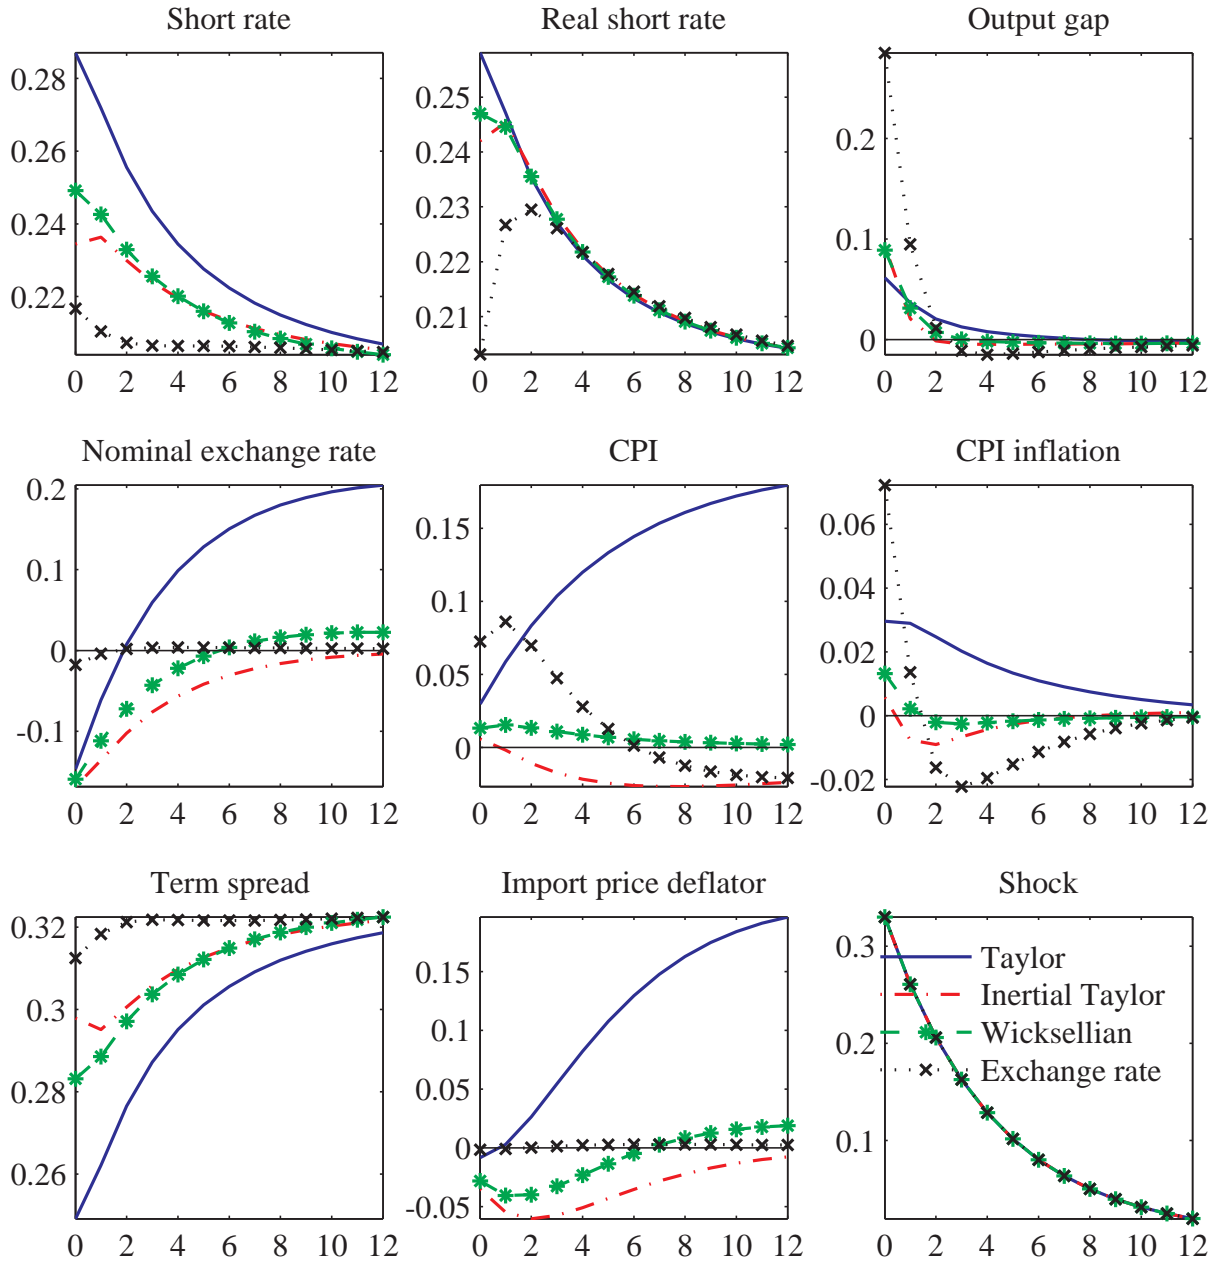 Short rate
0.28
0.26
0.24
0.22
0 2 4 6 8 10 12
Real short rate
0.25
0.24
0.23
0.22
0.21
0 2 4 6 8 10 12
Output gap
0.2
0.1
0
0 2 4 6 8 10 12
Nominal exchange rate
0.2
0.1
0
-0.1
0 2 4 6 8 10 12
CPI
0.15
0.1
0.05
0
0 2 4 6 8 10 12
CPI inflation
0.06
0.04
0.02
0
-0.02
0 2 4 6 8 10 12
Term spread
0.32
0.3
0.28
0.26
0 2 4 6 8 10 12
Import price deflator
0.15
0.1
0.05
0
-0.05
0 2 4 6 8 10 12
Shock
0.3
0.2
0.1
Taylor
Inertial Taylor
Wicksellian
Exchange rate
0 2 4 6 8 10 12